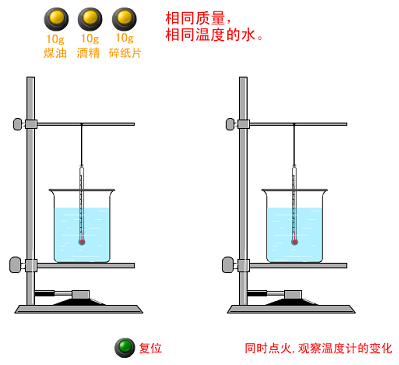 10g 10g 10g
煤油 酒精 碎纸片
相同质量，
相同温度的水。
复位
同时点火,观察温度计的变化